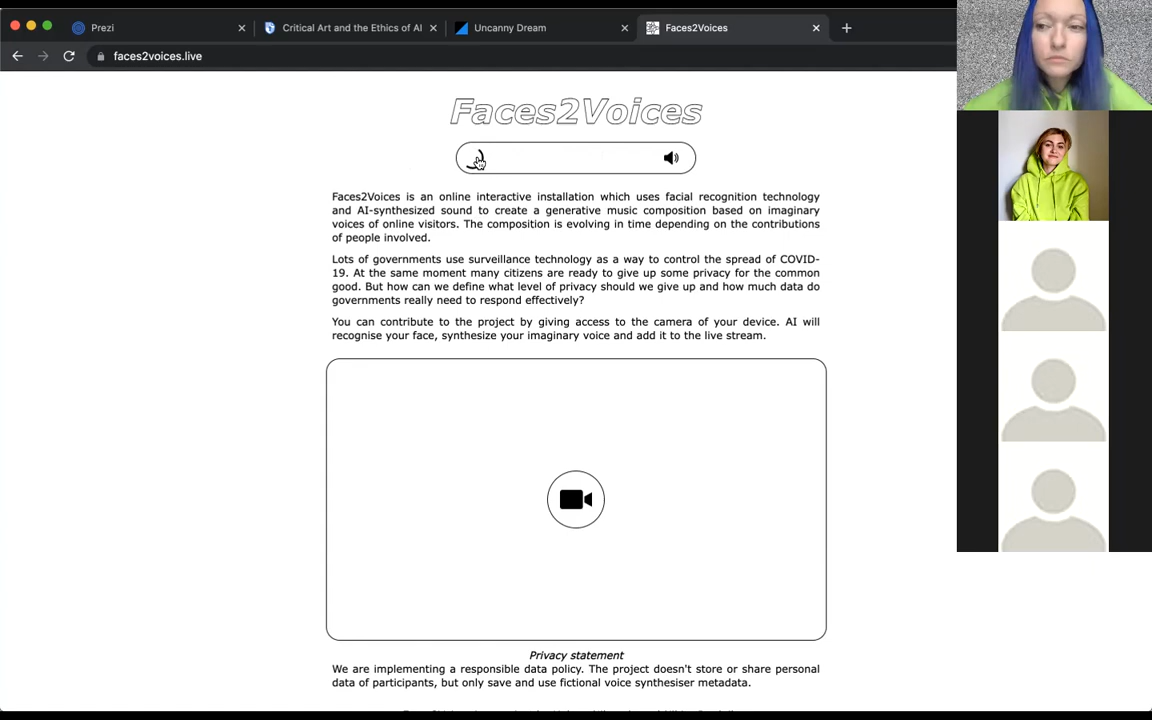 Prezi
Critical Art and the Ethics of AI
Uncanny Dream
Faces2Voices
faces2voices.live
Faces2Voices
Faces2Voices is an online interactive installation which uses facial recognition technology
and AI-synthesized sound to create a generative music composition based on imaginary
voices of online visitors. The composition is evolving in time depending on the contributions
of people involved.
Lots of governments use surveillance technology as a way to control the spread of COVID-
19. At the same moment many citizens are ready to give up some privacy for the common
good. But how can we define what level of privacy should we give up and how much data do
governments really need to respond effectively?
You can contribute to the project by giving access to the camera of your device. AI will
recognise your face, synthesize your imaginary voice and add it to the live stream.
Privacy statement
We are implementing a responsible data policy. The project doesn't store or share personal
data of participants, but only save and use fictional voice synthesiser metadata.